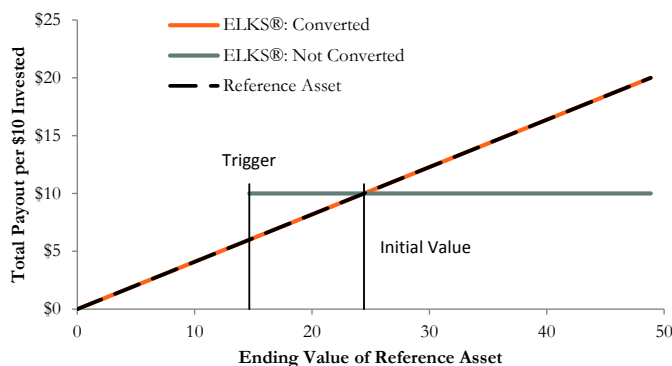 ELKS®: Converted
ELKS®: Not Converted
Reference Asset
Total Payout per $10 Invested
$25
$20
$15
$10
$5
$0
Trigger
Initial Value
0
10
20
30
40
50
Ending Value of Reference Asset